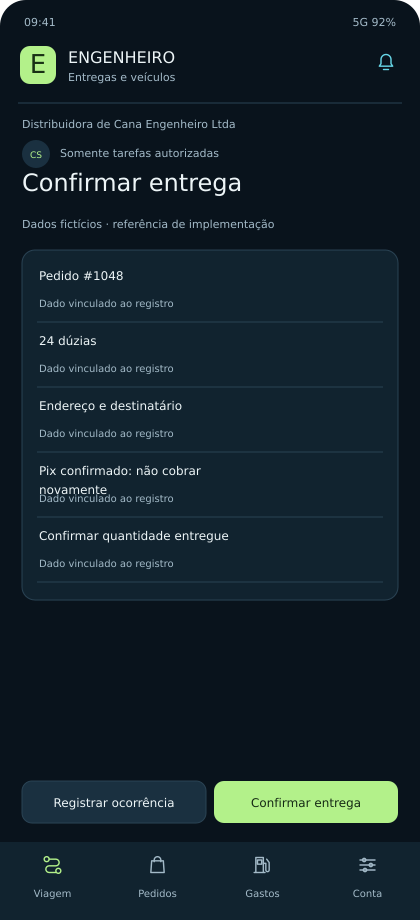 09:41
5G 92%
E
ENGENHEIRO
Entregas e veículos
Distribuidora de Cana Engenheiro Ltda
CS
Somente tarefas autorizadas
Confirmar entrega
Dados fictícios · referência de implementação
Pedido #1048
Dado vinculado ao registro
24 dúzias
Dado vinculado ao registro
Endereço e destinatário
Dado vinculado ao registro
Pix confirmado: não cobrar
novamente
Dado vinculado ao registro
Confirmar quantidade entregue
Dado vinculado ao registro
Registrar ocorrência
Confirmar entrega
Viagem
Pedidos
Gastos
Conta